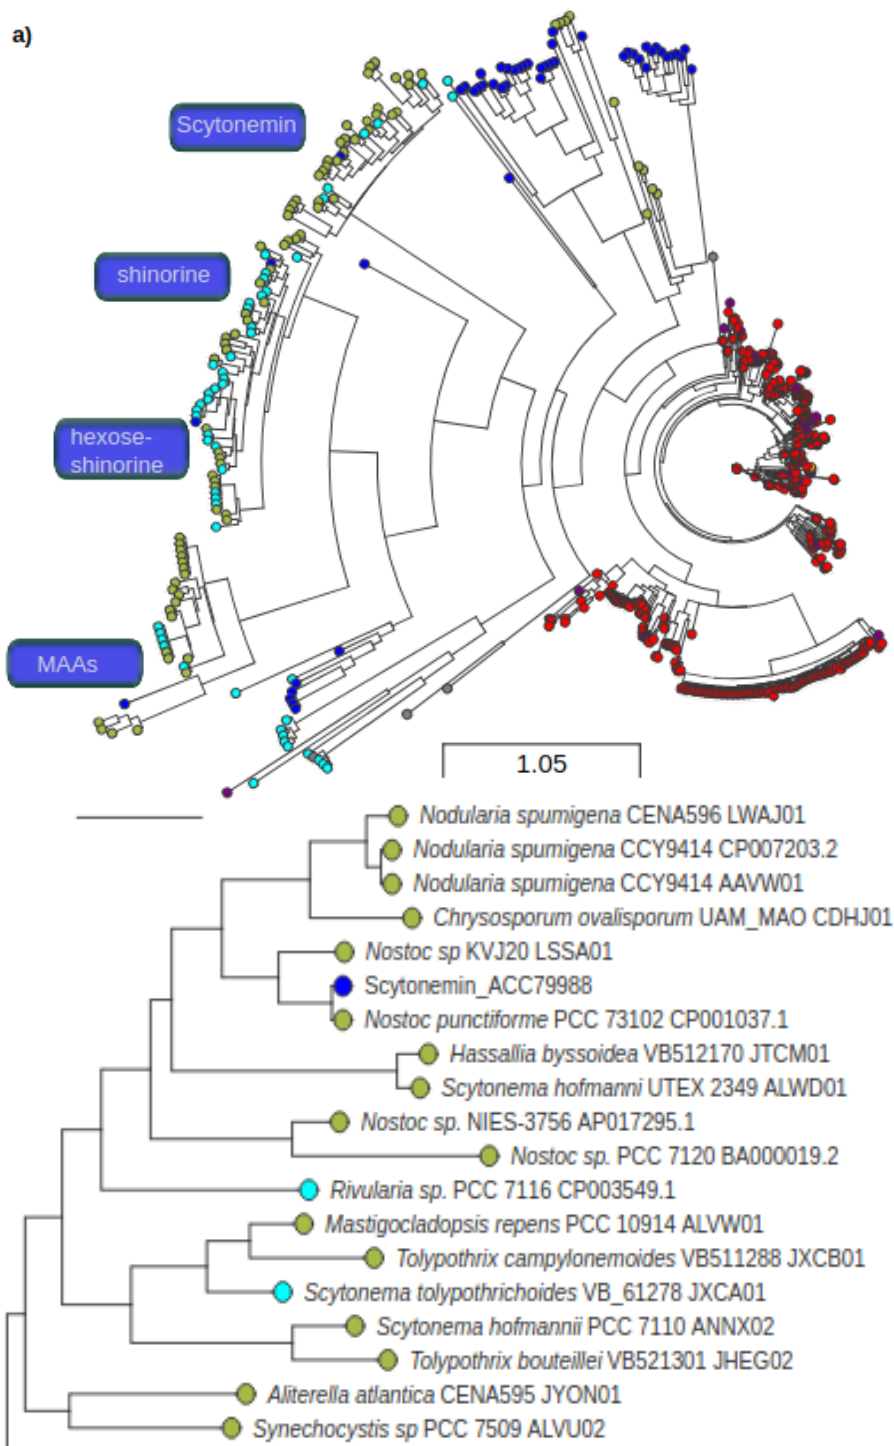 a)
Scytonemin
shinorine
hexose-
shinorine
MAAs
1.05
Nodularia spumigena CENA596 LWAJ01
Nodularia spumigena CCY9414 CP007203.2
Nodularia spumigena CCY9414 AAVW01
Chrysosporum ovalisporum UAM_MAO CDHJ01
Nostoc sp KVJ20 LSSA01
Scytonemin_ACC79988
Nostoc punctiforme PCC 73102 CP001037.1
Hassallia byssoidea VB512170 JTCM01
Scytonema hofmanni UTEX 2349 ALWD01
Nostoc sp. NIES-3756 AP017295.1
Nostoc sp. PCC 7120 BA000019.2
Rivularia sp. PCC 7116 CP003549.1
Mastigocladopsis repens PCC 10914 ALVW01
Tolypothrix campylonemoides VB511288 JXCB01
Scytonema tolypothrichoides VB_61278 JXCA01
Scytonema hofmannii PCC 7110 ANNX02
Tolypothrix bouteillei VB521301 JHEG02
Aliterella atlantica CENA595 JYON01
Synechocystis sp PCC 7509 ALVU02